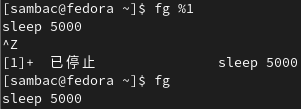 [sambac@fedora ~]$ fg %1
sleep 5000
^Z
[1]+  已停止               sleep 5000
[sambac@fedora ~]$ fg
sleep 5000